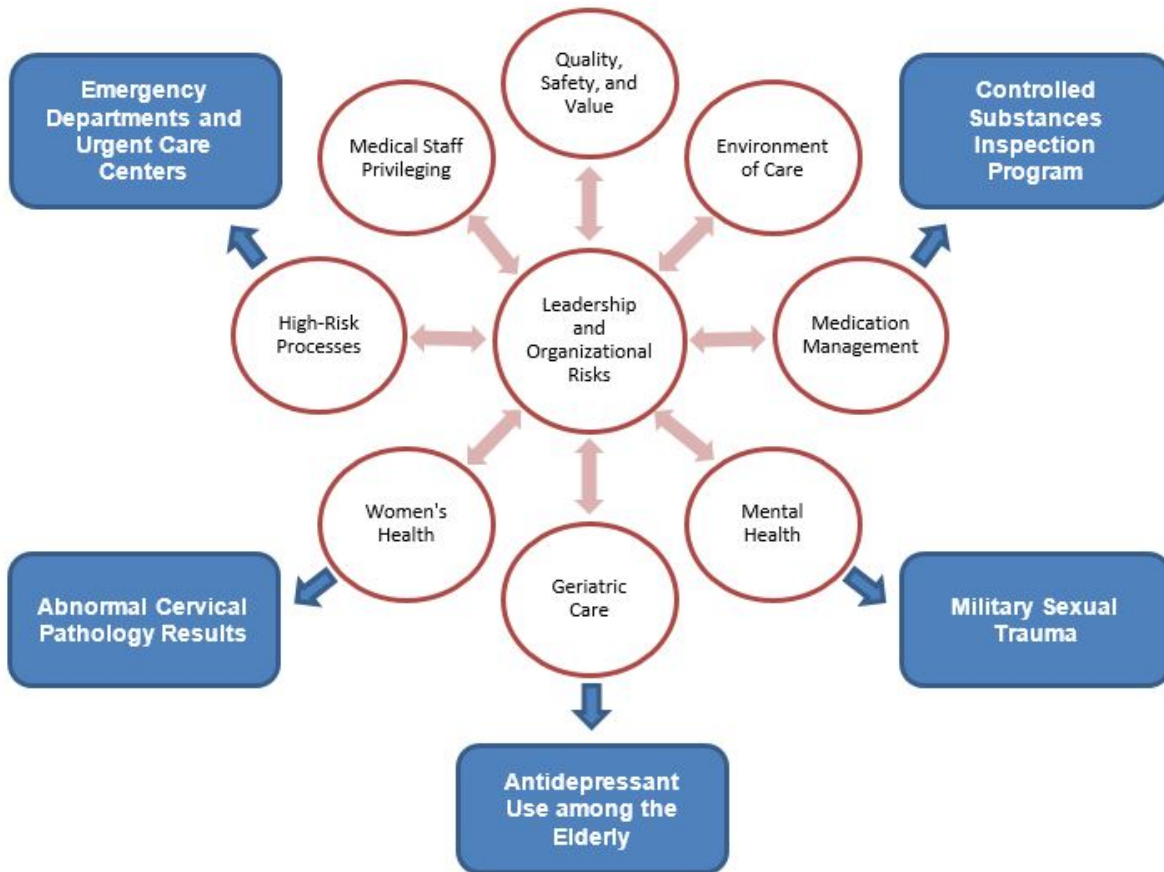 Quality,
Safety, and
Value
Emergency
Departments and
Urgent Care
Centers
Controlled
Substances
Inspection
Program
Medical Staff
Privileging
Environment
of Care
High-Risk
Processes
Leadership
and
Organizational
Risks
Medication
Management
Women's
Health
Mental
Health
Geriatric
Care
Abnormal Cervical
Pathology Results
Military Sexual
Trauma
Antidepressant
Use among the
Elderly